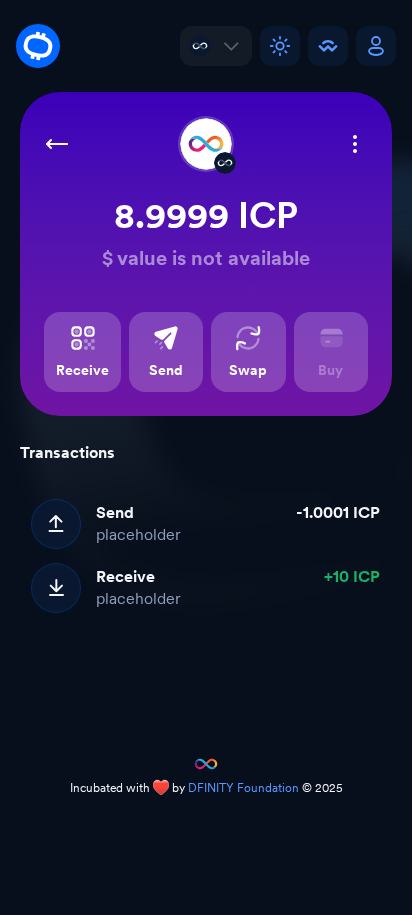 8.9999 ICP
$ value is not available
Receive
Send
Swap
Buy
Transactions
Send
-1.0001 ICP
placeholder
Receive
+10 ICP
placeholder
Incubated with ❤️ by DFINITY Foundation © 2025